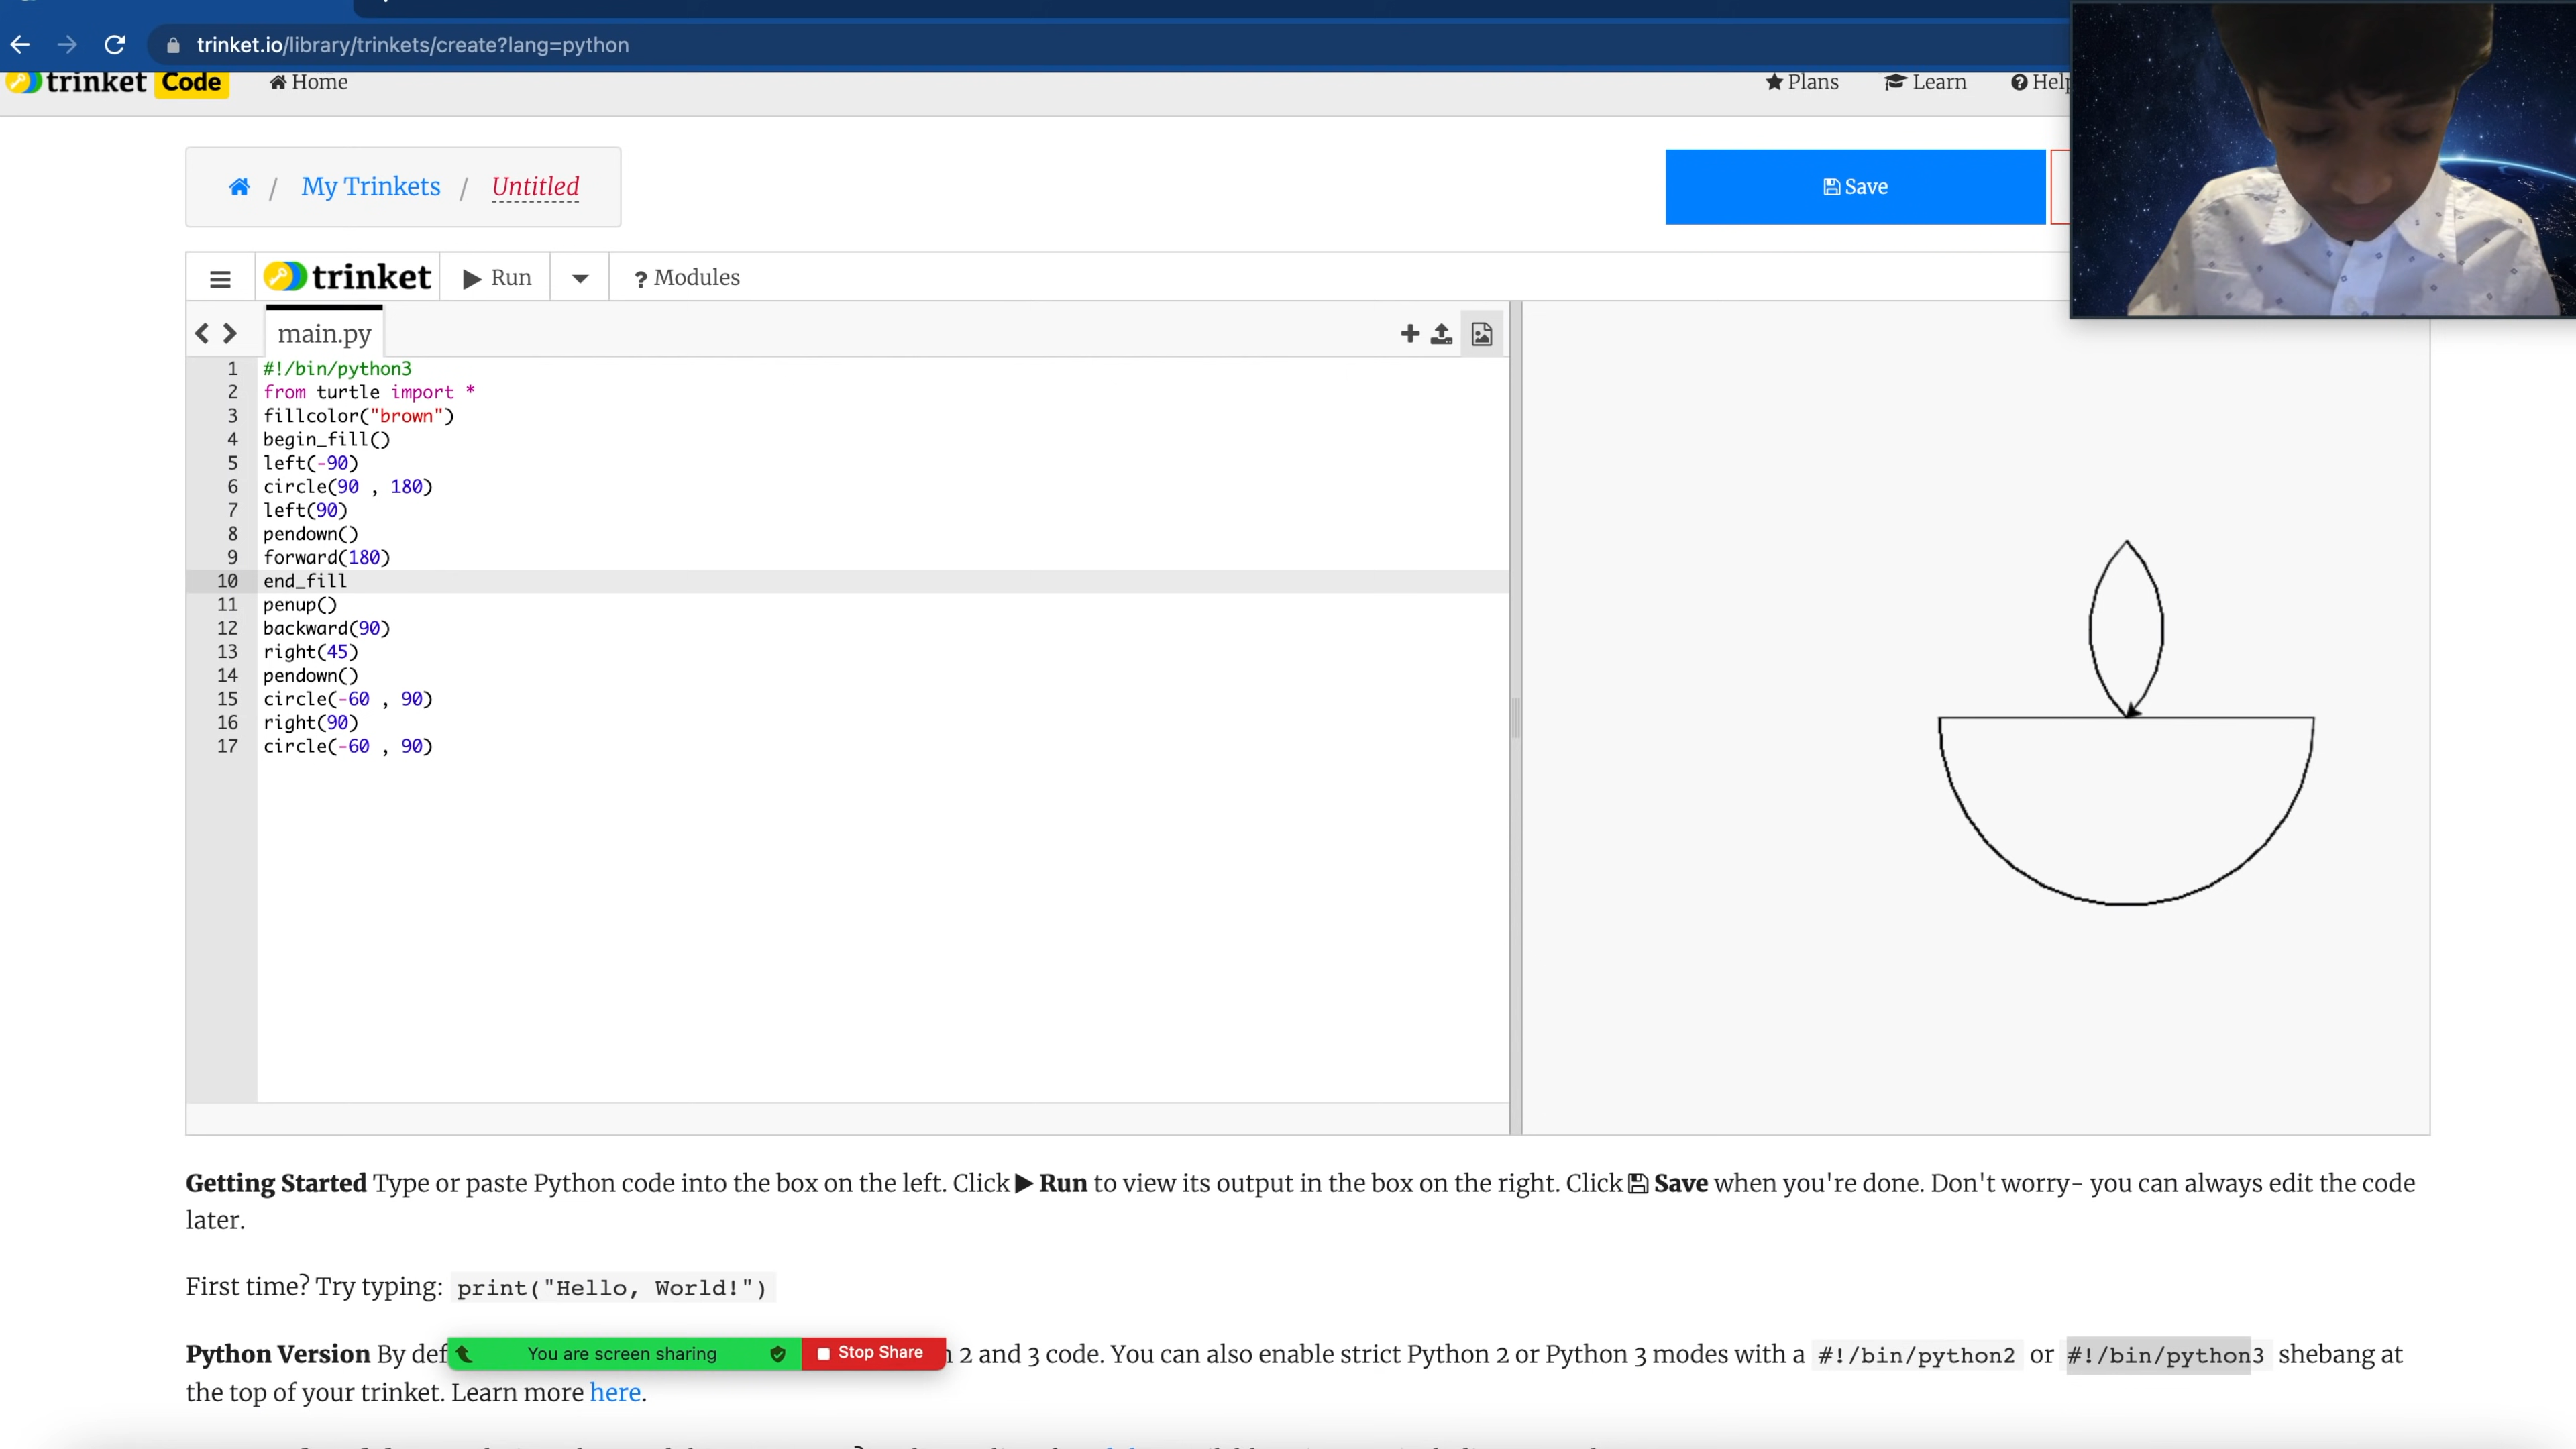 trinket.io/library/trinkets/create?lang=python
trinket Code Home Plans Learn Help
/ My Trinkets / Untitled Save
trinket Run ? Modules
main.py
1 #!/bin/python3
2 from turtle import *
3 fillcolor("brown")
4 begin_fill()
5 left(-90)
6 circle(90 , 180)
7 left(90)
8 pendown()
9 forward(180)
10 end_fill
11 penup()
12 backward(90)
13 right(45)
14 pendown()
15 circle(-60 , 90)
16 right(90)
17 circle(-60 , 90)
Getting Started Type or paste Python code into the box on the left. Click Run to view its output in the box on the right. Click Save when you're done. Don't worry- you can always edit the code
later.
First time? Try typing: print("Hello, World!")
Python Version By def You are screen sharing Stop Share 2 and 3 code. You can also enable strict Python 2 or Python 3 modes with a #!/bin/python2 or #!/bin/python3 shebang at
the top of your trinket. Learn more here.